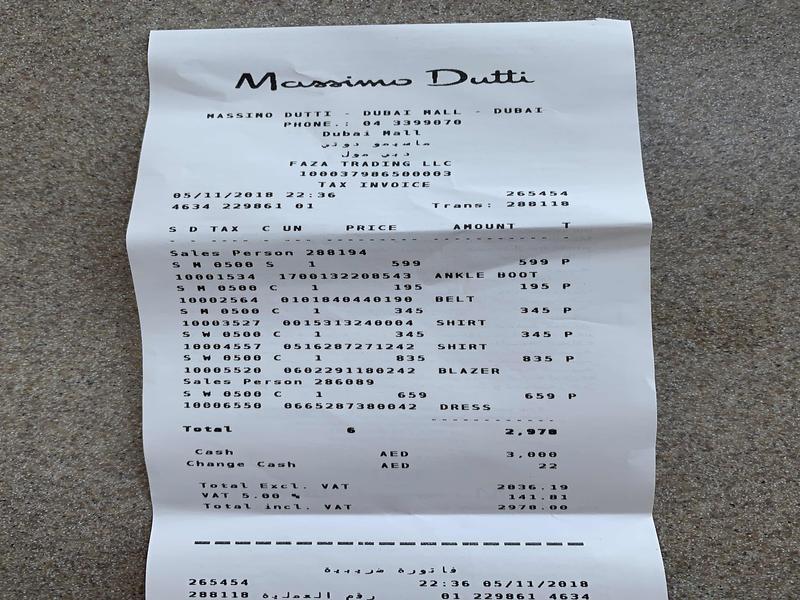 Massimo Dutti
MASSIMO DUTTI - DUBAI MALL - DUBAI
PHONE.: 04 3399070
Dubai Mall
ماسيمو دوتي
دبي مول
FAZA TRADING LLC
100037986500003
TAX INVOICE
05/11/2018 22:36 265454
4634 229861 01 Trans: 288118
S D TAX C UN PRICE AMOUNT T
Sales Person 288194
S M 0500 S 1 599 599 P
10001534 1700132208543 ANKLE BOOT
S M 0500 C 1 195 195 P
10002564 0101840440190 BELT
S M 0500 C 1 345 345 P
10003527 0015313240004 SHIRT
S W 0500 C 1 345 345 P
10004557 0516287271242 SHIRT
S W 0500 C 1 835 835 P
10005520 0602291180242 BLAZER
Sales Person 286089
S W 0500 C 1 659 659 P
10006550 0665287380042 DRESS
Total 6 2,978
Cash AED 3,000
Change Cash AED 22
Total Excl. VAT 2836.19
VAT 5.00 % 141.81
Total incl. VAT 2978.00
فاتورة ضريبية
265454 22:36 05/11/2018
288118 رقم العملية 01 229861 4634